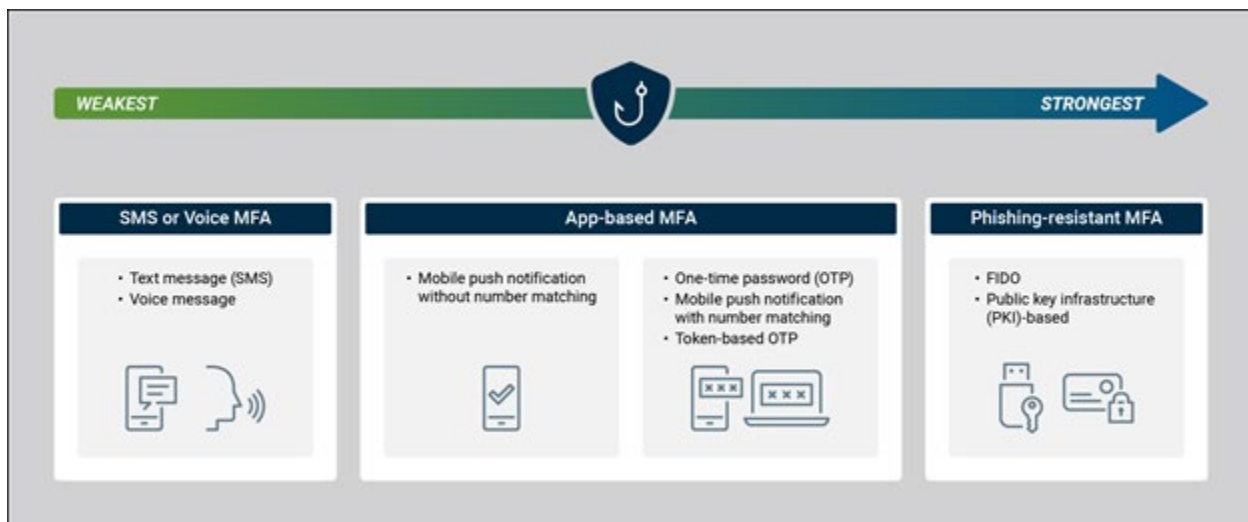 WEAKEST
STRONGEST
SMS or Voice MFA
• Text message (SMS)
• Voice message
App-based MFA
• Mobile push notification
without number matching
• One-time password (OTP)
• Mobile push notification
with number matching
• Token-based OTP
Phishing-resistant MFA
• FIDO
• Public key infrastructure
(PKI)-based